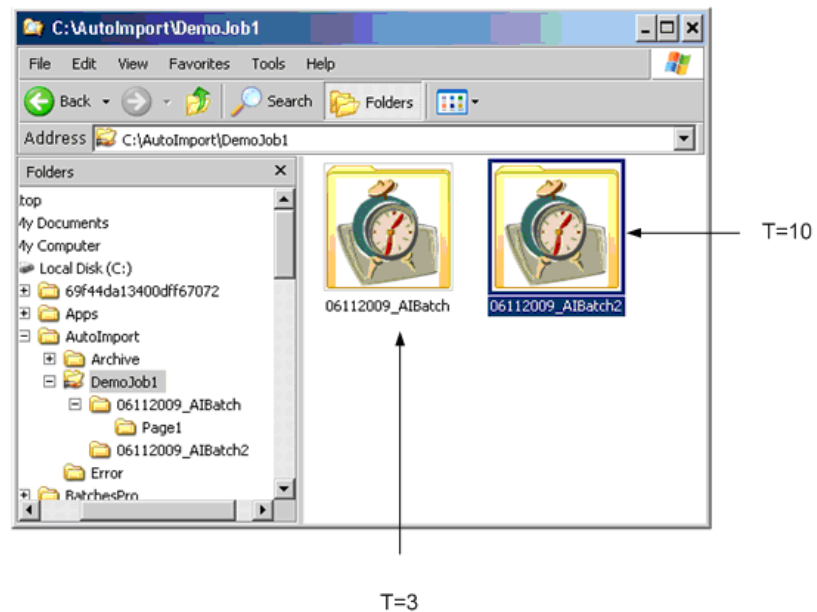 C:\AutoImport\DemoJob1
File Edit View Favorites Tools Help
Back Search Folders
Address C:\AutoImport\DemoJob1
Folders
top
My Documents
My Computer
Local Disk (C:)
69f44da13400dff67072
Apps
AutoImport
Archive
DemoJob1
06112009_AIBatch
Page1
06112009_AIBatch2
Error
BatchesPro
06112009_AIBatch
06112009_AIBatch2
T=10
T=3